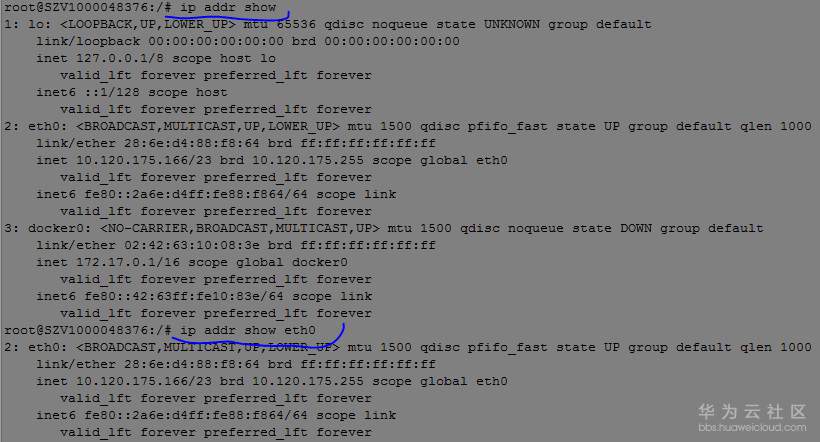 root@SZV1000048376:/# ip addr show
1: lo: <LOOPBACK,UP,LOWER_UP> mtu 65536 qdisc noqueue state UNKNOWN group default
    link/loopback 00:00:00:00:00:00 brd 00:00:00:00:00:00
    inet 127.0.0.1/8 scope host lo
       valid_lft forever preferred_lft forever
    inet6 ::1/128 scope host
       valid_lft forever preferred_lft forever
2: eth0: <BROADCAST,MULTICAST,UP,LOWER_UP> mtu 1500 qdisc pfifo_fast state UP group default qlen 1000
    link/ether 28:6e:d4:88:f8:64 brd ff:ff:ff:ff:ff:ff
    inet 10.120.175.166/23 brd 10.120.175.255 scope global eth0
       valid_lft forever preferred_lft forever
    inet6 fe80::2a6e:d4ff:fe88:f864/64 scope link
       valid_lft forever preferred_lft forever
3: docker0: <NO-CARRIER,BROADCAST,MULTICAST,UP> mtu 1500 qdisc noqueue state DOWN group default
    link/ether 02:42:63:10:08:3e brd ff:ff:ff:ff:ff:ff
    inet 172.17.0.1/16 scope global docker0
       valid_lft forever preferred_lft forever
    inet6 fe80::42:63ff:fe10:83e/64 scope link
       valid_lft forever preferred_lft forever
root@SZV1000048376:/# ip addr show eth0
2: eth0: <BROADCAST,MULTICAST,UP,LOWER_UP> mtu 1500 qdisc pfifo_fast state UP group default qlen 1000
    link/ether 28:6e:d4:88:f8:64 brd ff:ff:ff:ff:ff:ff
    inet 10.120.175.166/23 brd 10.120.175.255 scope global eth0
       valid_lft forever preferred_lft forever
    inet6 fe80::2a6e:d4ff:fe88:f864/64 scope link
       valid_lft forever preferred_lft forever
华为云社区
bbs.huaweicloud.com